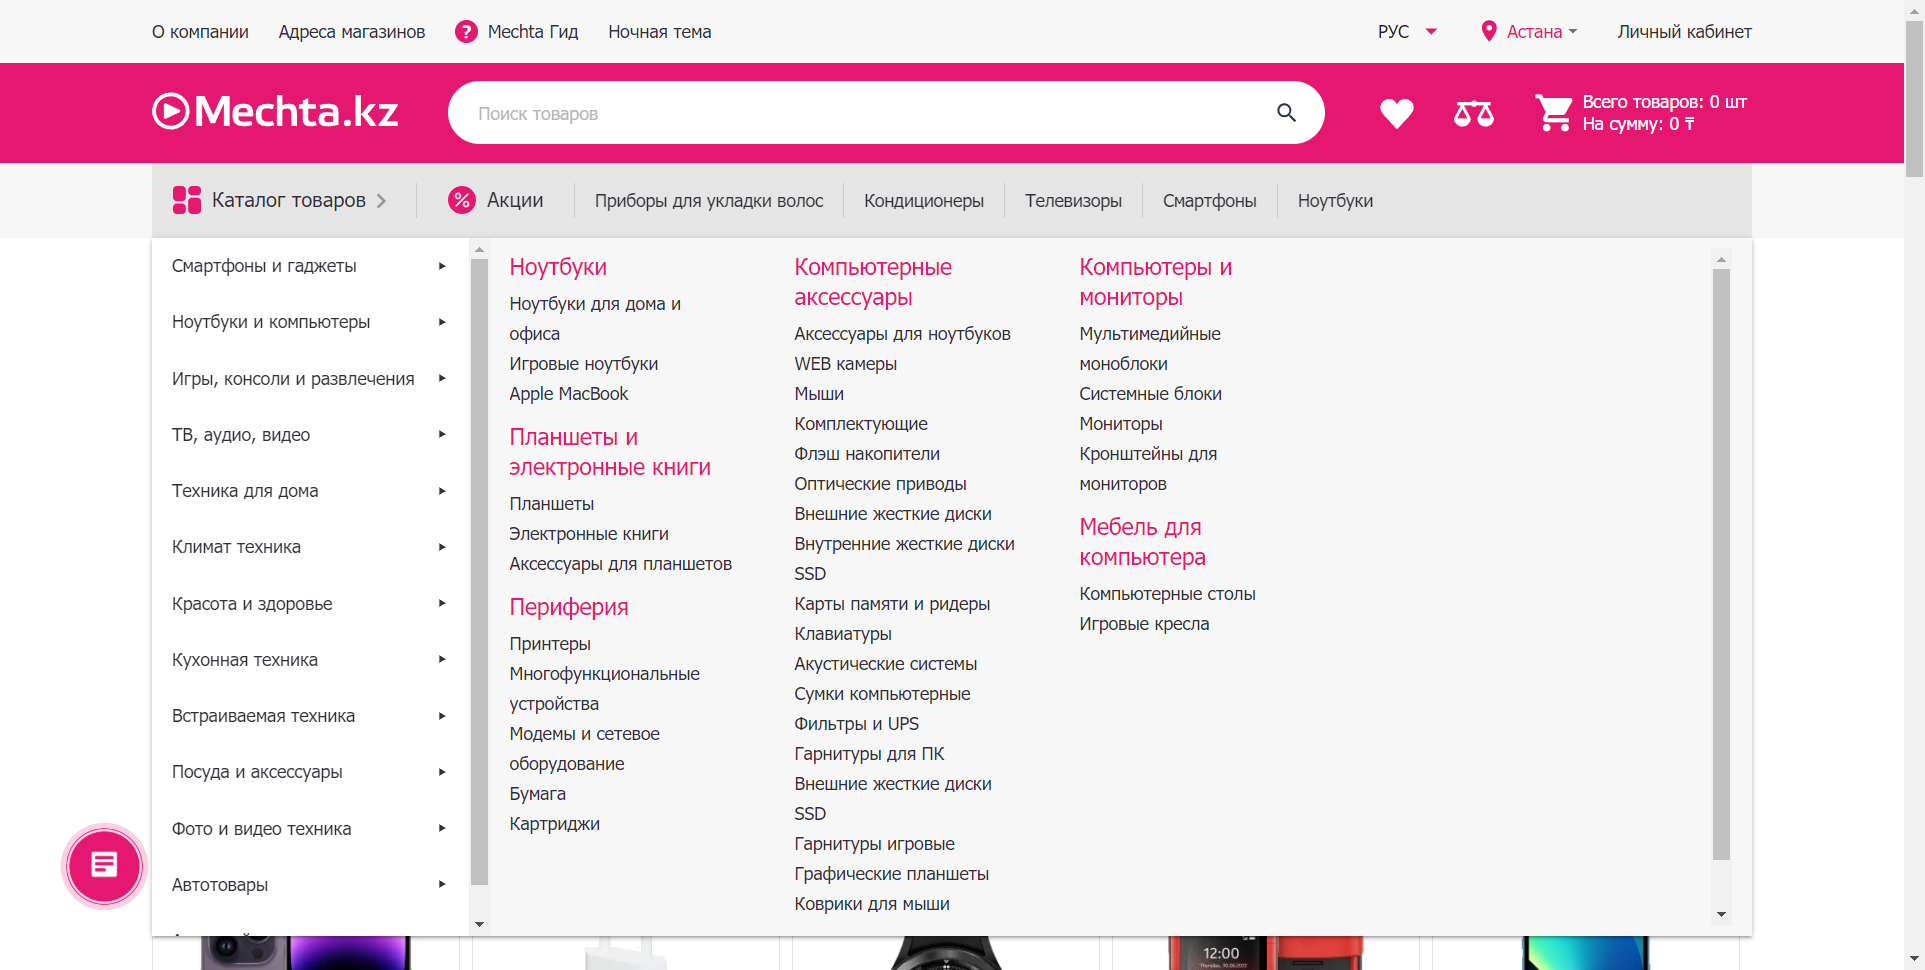 О компании
Адреса магазинов
? Mechta Гид
Ночная тема
РУС
Астана
Личный кабинет
Mechta.kz
Поиск товаров
Всего товаров: 0 шт
На сумму: 0 ₸
Каталог товаров
% Акции
Приборы для укладки волос
Кондиционеры
Телевизоры
Смартфоны
Ноутбуки
Смартфоны и гаджеты
Ноутбуки и компьютеры
Игры, консоли и развлечения
ТВ, аудио, видео
Техника для дома
Климат техника
Красота и здоровье
Кухонная техника
Встраиваемая техника
Посуда и аксессуары
Фото и видео техника
Автотовары
Ноутбуки
Ноутбуки для дома и
офиса
Игровые ноутбуки
Apple MacBook
Планшеты и
электронные книги
Планшеты
Электронные книги
Аксессуары для планшетов
Периферия
Принтеры
Многофункциональные
устройства
Модемы и сетевое
оборудование
Бумага
Картриджи
Компьютерные
аксессуары
Аксессуары для ноутбуков
WEB камеры
Мыши
Комплектующие
Флэш накопители
Оптические приводы
Внешние жесткие диски
Внутренние жесткие диски
SSD
Карты памяти и ридеры
Клавиатуры
Акустические системы
Сумки компьютерные
Фильтры и UPS
Гарнитуры для ПК
Внешние жесткие диски
SSD
Гарнитуры игровые
Графические планшеты
Коврики для мыши
Компьютеры и
мониторы
Мультимедийные
моноблоки
Системные блоки
Мониторы
Кронштейны для
мониторов
Мебель для
компьютера
Компьютерные столы
Игровые кресла
12:00